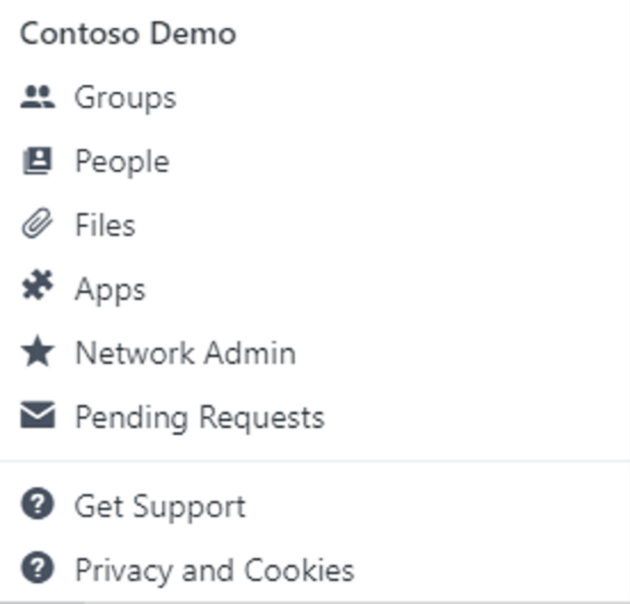 Contoso Demo
Groups
People
Files
Apps
Network Admin
Pending Requests
Get Support
Privacy and Cookies